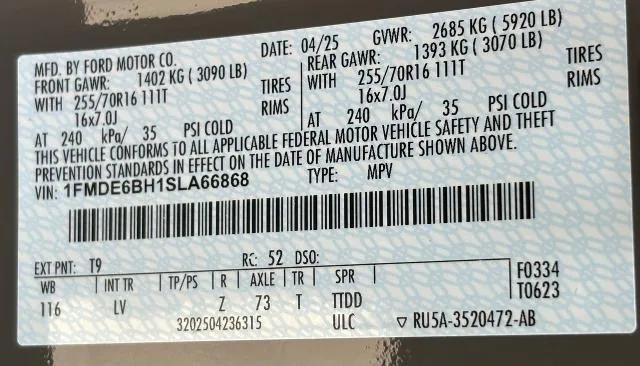 MFD. BY FORD MOTOR CO. DATE: 04/25 GVWR: 2685 KG ( 5920 LB)
FRONT GAWR: 1402 KG ( 3090 LB) REAR GAWR: 1393 KG ( 3070 LB)
WITH 255/70R16 111T TIRES WITH 255/70R16 111T TIRES
16x7.0J RIMS 16x7.0J RIMS
AT 240 kPa/ 35 PSI COLD AT 240 kPa/ 35 PSI COLD
THIS VEHICLE CONFORMS TO ALL APPLICABLE FEDERAL MOTOR VEHICLE SAFETY AND THEFT
PREVENTION STANDARDS IN EFFECT ON THE DATE OF MANUFACTURE SHOWN ABOVE.
VIN: 1FMDE6BH1SLA66868 TYPE: MPV
EXT PNT: T9 RC: 52 DSO:
WB INT TR TP/PS R AXLE TR SPR F0334
116 LV Z 73 T TTDD T0623
3202504236315 ULC ▽ RU5A-3520472-AB